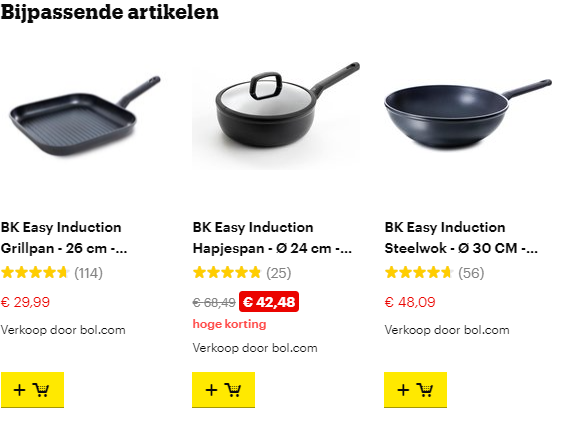 Bijpassende artikelen
BK Easy Induction
Grillpan - 26 cm -...
(114)
€ 29,99
Verkoop door bol.com
+
BK Easy Induction
Hapjespan - Ø 24 cm -...
(25)
€ 68,49 € 42,48
hoge korting
Verkoop door bol.com
+
BK Easy Induction
Steelwok - Ø 30 CM -...
(56)
€ 48,09
Verkoop door bol.com
+